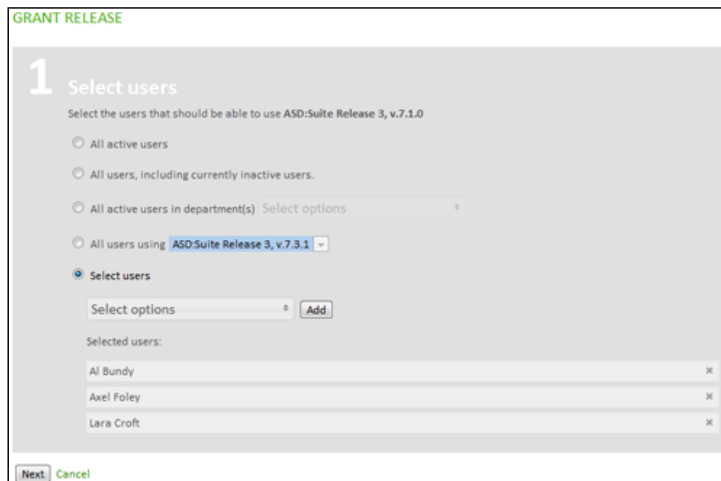 GRANT RELEASE
1 Select users
Select the users that should be able to use ASD:Suite Release 3, v.7.1.0
All active users
All users, including currently inactive users.
All active users in department(s) Select options
All users using ASD:Suite Release 3, v.7.3.1
Select users
Select options Add
Selected users:
Al Bundy
Axel Foley
Lara Croft
Next Cancel